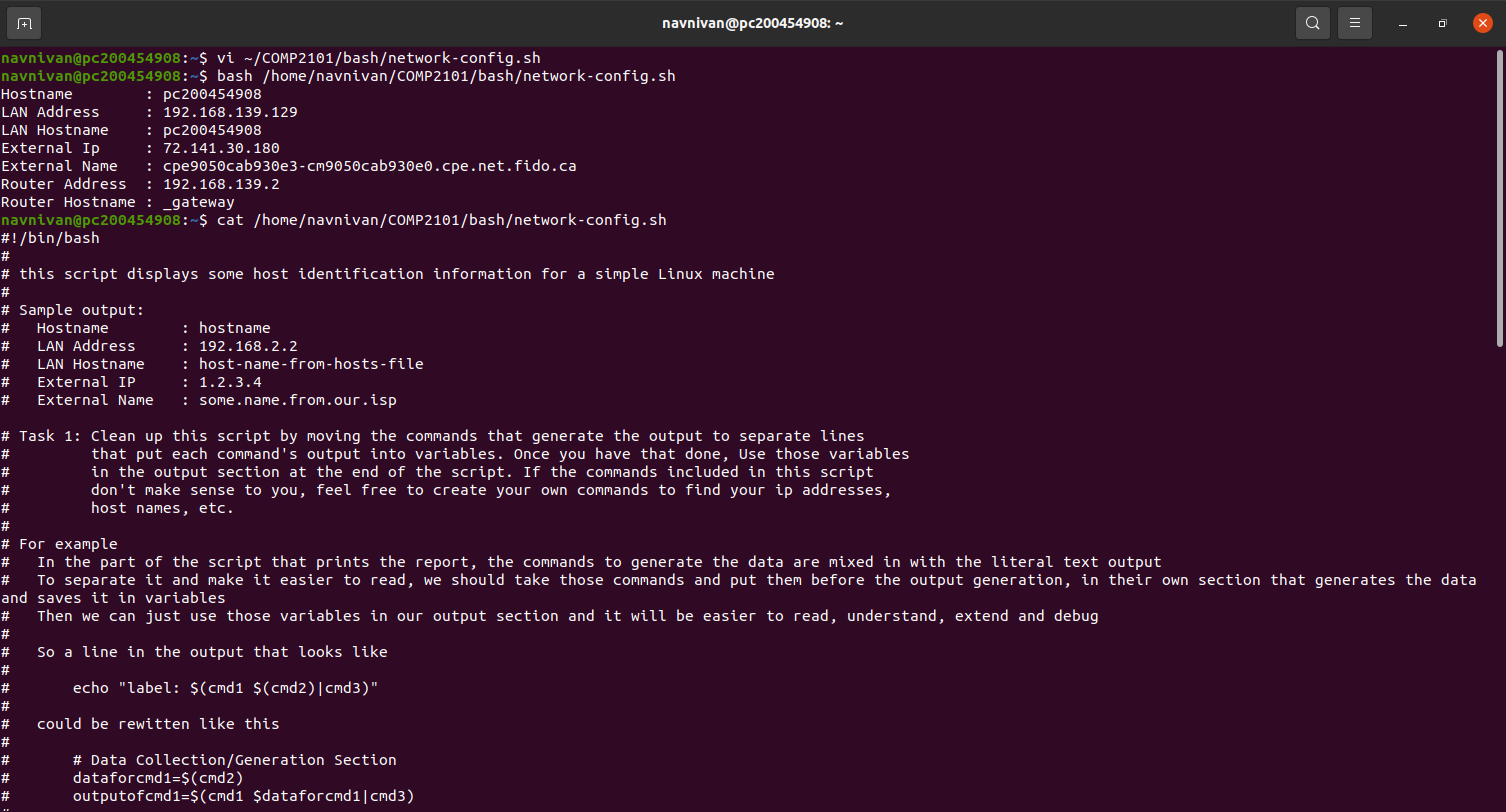 navnivan@pc200454908: ~
navnivan@pc200454908:~$ vi ~/COMP2101/bash/network-config.sh
navnivan@pc200454908:~$ bash /home/navnivan/COMP2101/bash/network-config.sh
Hostname        : pc200454908
LAN Address     : 192.168.139.129
LAN Hostname    : pc200454908
External Ip     : 72.141.30.180
External Name   : cpe9050cab930e3-cm9050cab930e0.cpe.net.fido.ca
Router Address  : 192.168.139.2
Router Hostname : _gateway
navnivan@pc200454908:~$ cat /home/navnivan/COMP2101/bash/network-config.sh
#!/bin/bash
#
# this script displays some host identification information for a simple Linux machine
#
# Sample output:
#   Hostname        : hostname
#   LAN Address     : 192.168.2.2
#   LAN Hostname    : host-name-from-hosts-file
#   External IP     : 1.2.3.4
#   External Name   : some.name.from.our.isp

# Task 1: Clean up this script by moving the commands that generate the output to separate lines
#         that put each command's output into variables. Once you have that done, Use those variables
#         in the output section at the end of the script. If the commands included in this script
#         don't make sense to you, feel free to create your own commands to find your ip addresses,
#         host names, etc.
#
# For example
#   In the part of the script that prints the report, the commands to generate the data are mixed in with the literal text output
#   To separate it and make it easier to read, we should take those commands and put them before the output generation, in their own section that generates the data
and saves it in variables
#   Then we can just use those variables in our output section and it will be easier to read, understand, extend and debug
#
#   So a line in the output that looks like
#
#       echo "label: $(cmd1 $(cmd2)|cmd3)"
#
#   could be rewitten like this
#
#       # Data Collection/Generation Section
#       dataforcmd1=$(cmd2)
#       outputofcmd1=$(cmd1 $dataforcmd1|cmd3)